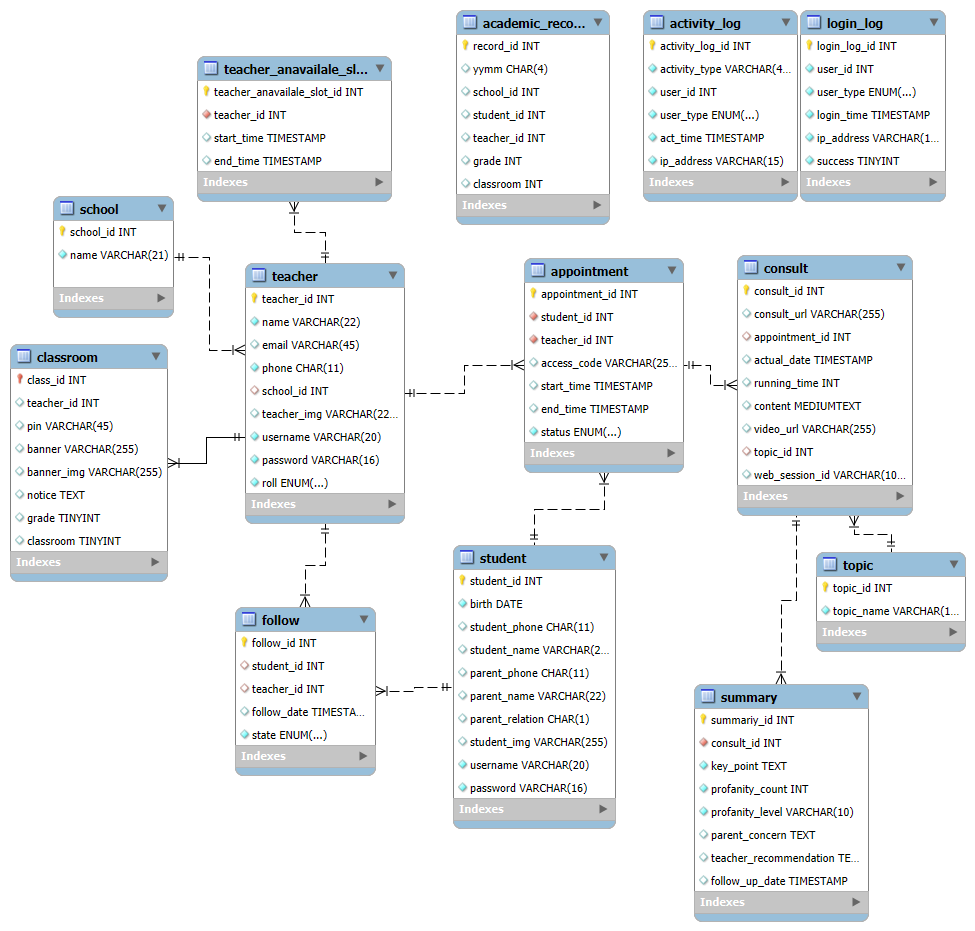 academic_reco...
record_id INT
yymm CHAR(4)
school_id INT
student_id INT
teacher_id INT
grade INT
classroom INT
Indexes
activity_log
activity_log_id INT
activity_type VARCHAR(4...
user_id INT
user_type ENUM(...)
act_time TIMESTAMP
ip_address VARCHAR(15)
Indexes
login_log
login_log_id INT
user_id INT
user_type ENUM(...)
login_time TIMESTAMP
ip_address VARCHAR(1...
success TINYINT
Indexes
teacher_anavailale_sl...
teacher_anavailale_slot_id INT
teacher_id INT
start_time TIMESTAMP
end_time TIMESTAMP
Indexes
school
school_id INT
name VARCHAR(21)
Indexes
teacher
teacher_id INT
name VARCHAR(22)
email VARCHAR(45)
phone CHAR(11)
school_id INT
teacher_img VARCHAR(22...
username VARCHAR(20)
password VARCHAR(16)
roll ENUM(...)
Indexes
appointment
appointment_id INT
student_id INT
teacher_id INT
access_code VARCHAR(25...
start_time TIMESTAMP
end_time TIMESTAMP
status ENUM(...)
Indexes
consult
consult_id INT
consult_url VARCHAR(255)
appointment_id INT
actual_date TIMESTAMP
running_time INT
content MEDIUMTEXT
video_url VARCHAR(255)
topic_id INT
web_session_id VARCHAR(10...
Indexes
classroom
class_id INT
teacher_id INT
pin VARCHAR(45)
banner VARCHAR(255)
banner_img VARCHAR(255)
notice TEXT
grade TINYINT
classroom TINYINT
Indexes
student
student_id INT
birth DATE
student_phone CHAR(11)
student_name VARCHAR(2...
parent_phone CHAR(11)
parent_name VARCHAR(22)
parent_relation CHAR(1)
student_img VARCHAR(255)
username VARCHAR(20)
password VARCHAR(16)
Indexes
topic
topic_id INT
topic_name VARCHAR(1...
Indexes
follow
follow_id INT
student_id INT
teacher_id INT
follow_date TIMESTA...
state ENUM(...)
Indexes
summary
summariy_id INT
consult_id INT
key_point TEXT
profanity_count INT
profanity_level VARCHAR(10)
parent_concern TEXT
teacher_recommendation TE...
follow_up_date TIMESTAMP
Indexes